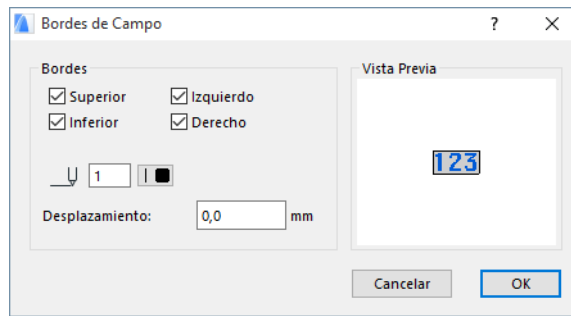 Bordes de Campo ?
Bordes
Superior Izquierdo
Inferior Derecho
1
Desplazamiento: 0,0 mm
Vista Previa
123
Cancelar OK